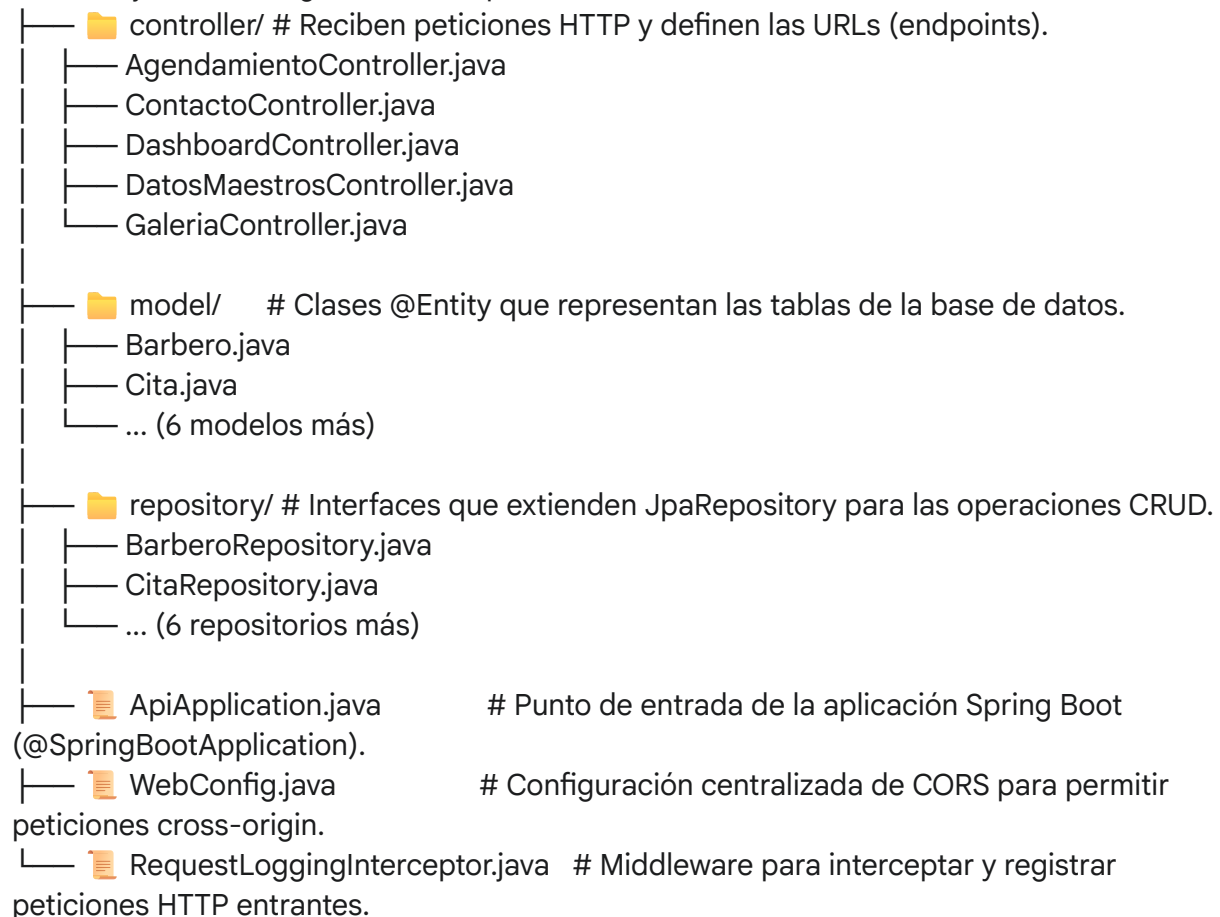 ├── 📁 controller/ # Reciben peticiones HTTP y definen las URLs (endpoints).
│ ├── AgendamientoController.java
│ ├── ContactoController.java
│ ├── DashboardController.java
│ ├── DatosMaestrosController.java
│ └── GaleriaController.java
│
├── 📁 model/ # Clases @Entity que representan las tablas de la base de datos.
│ ├── Barbero.java
│ ├── Cita.java
│ └── ... (6 modelos más)
│
├── 📁 repository/ # Interfaces que extienden JpaRepository para las operaciones CRUD.
│ ├── BarberoRepository.java
│ ├── CitaRepository.java
│ └── ... (6 repositorios más)
│
├── 📜 ApiApplication.java # Punto de entrada de la aplicación Spring Boot
(@SpringBootApplication).
├── 📜 WebConfig.java # Configuración centralizada de CORS para permitir
peticiones cross-origin.
└── 📜 RequestLoggingInterceptor.java # Middleware para interceptar y registrar
peticiones HTTP entrantes.